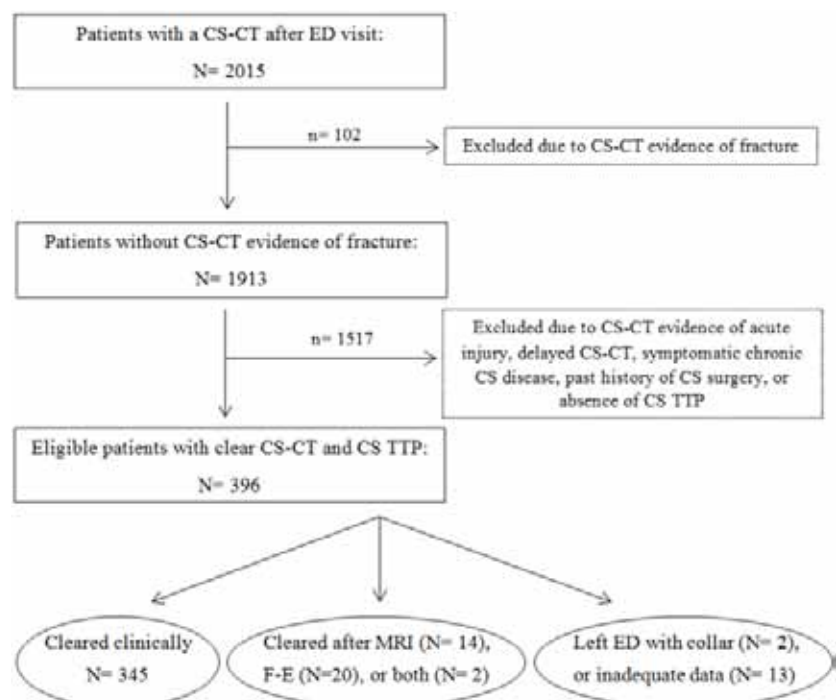 Patients with a CS-CT after ED visit:
N= 2015
n= 102
Excluded due to CS-CT evidence of fracture
Patients without CS-CT evidence of fracture:
N= 1913
n= 1517
Excluded due to CS-CT evidence of acute
injury, delayed CS-CT, symptomatic chronic
CS disease, past history of CS surgery, or
absence of CS TTP
Eligible patients with clear CS-CT and CS TTP:
N= 396
Cleared clinically
N= 345
Cleared after MRI (N= 14),
F-E (N=20), or both (N= 2)
Left ED with collar (N= 2),
or inadequate data (N= 13)